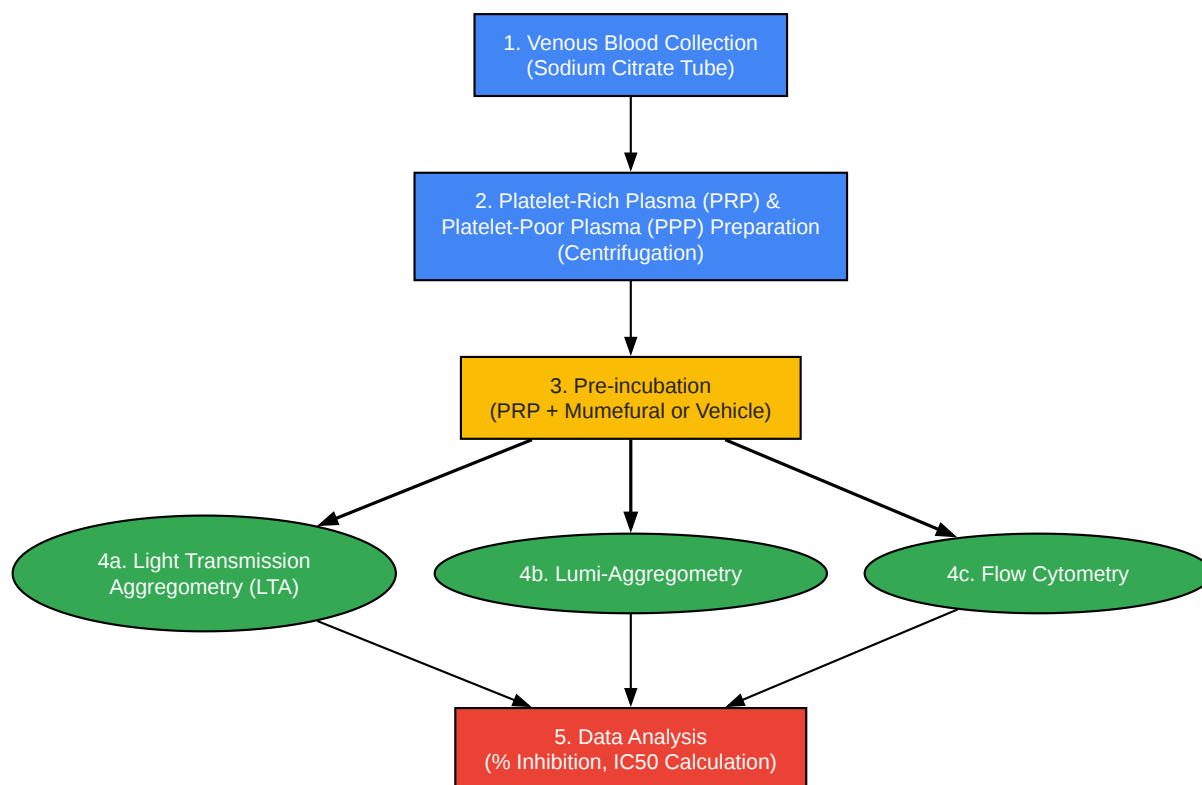 1. Venous Blood Collection
(Sodium Citrate Tube)
2. Platelet-Rich Plasma (PRP) &
Platelet-Poor Plasma (PPP) Preparation
(Centrifugation)
3. Pre-incubation
(PRP + Mumefural or Vehicle)
4a. Light Transmission
Aggregometry (LTA)
4b. Lumi-Aggregometry
4c. Flow Cytometry
5. Data Analysis
(% Inhibition, IC50 Calculation)